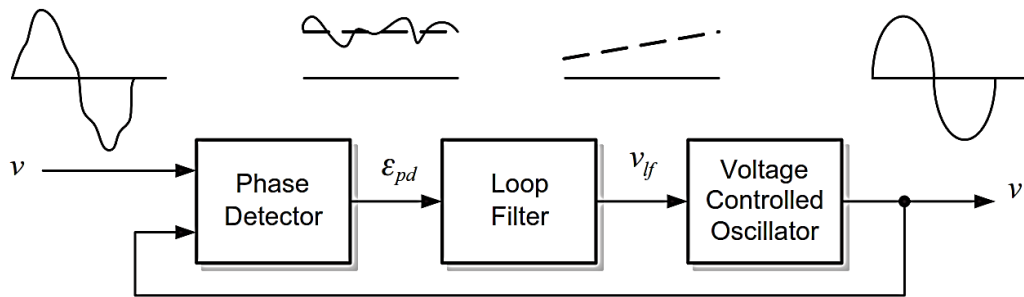 v
Phase
Detector
ε_pd
Loop
Filter
v_lf
Voltage
Controlled
Oscillator
v